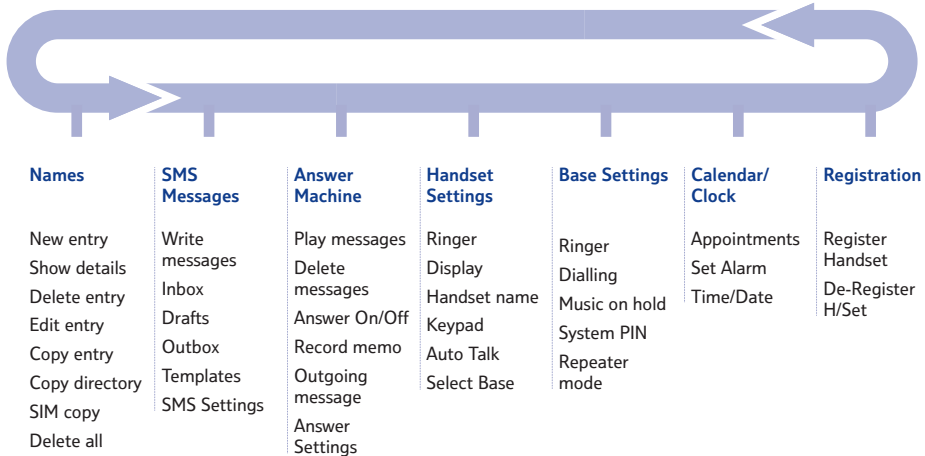 Names
New entry
Show details
Delete entry
Edit entry
Copy entry
Copy directory
SIM copy
Delete all
SMS
Messages
Write
messages
Inbox
Drafts
Outbox
Templates
SMS Settings
Answer
Machine
Play messages
Delete
messages
Answer On/Off
Record memo
Outgoing
message
Answer
Settings
Handset
Settings
Ringer
Display
Handset name
Keypad
Auto Talk
Select Base
Base Settings
Ringer
Dialling
Music on hold
System PIN
Repeater
mode
Calendar/
Clock
Appointments
Set Alarm
Time/Date
Registration
Register
Handset
De-Register
H/Set